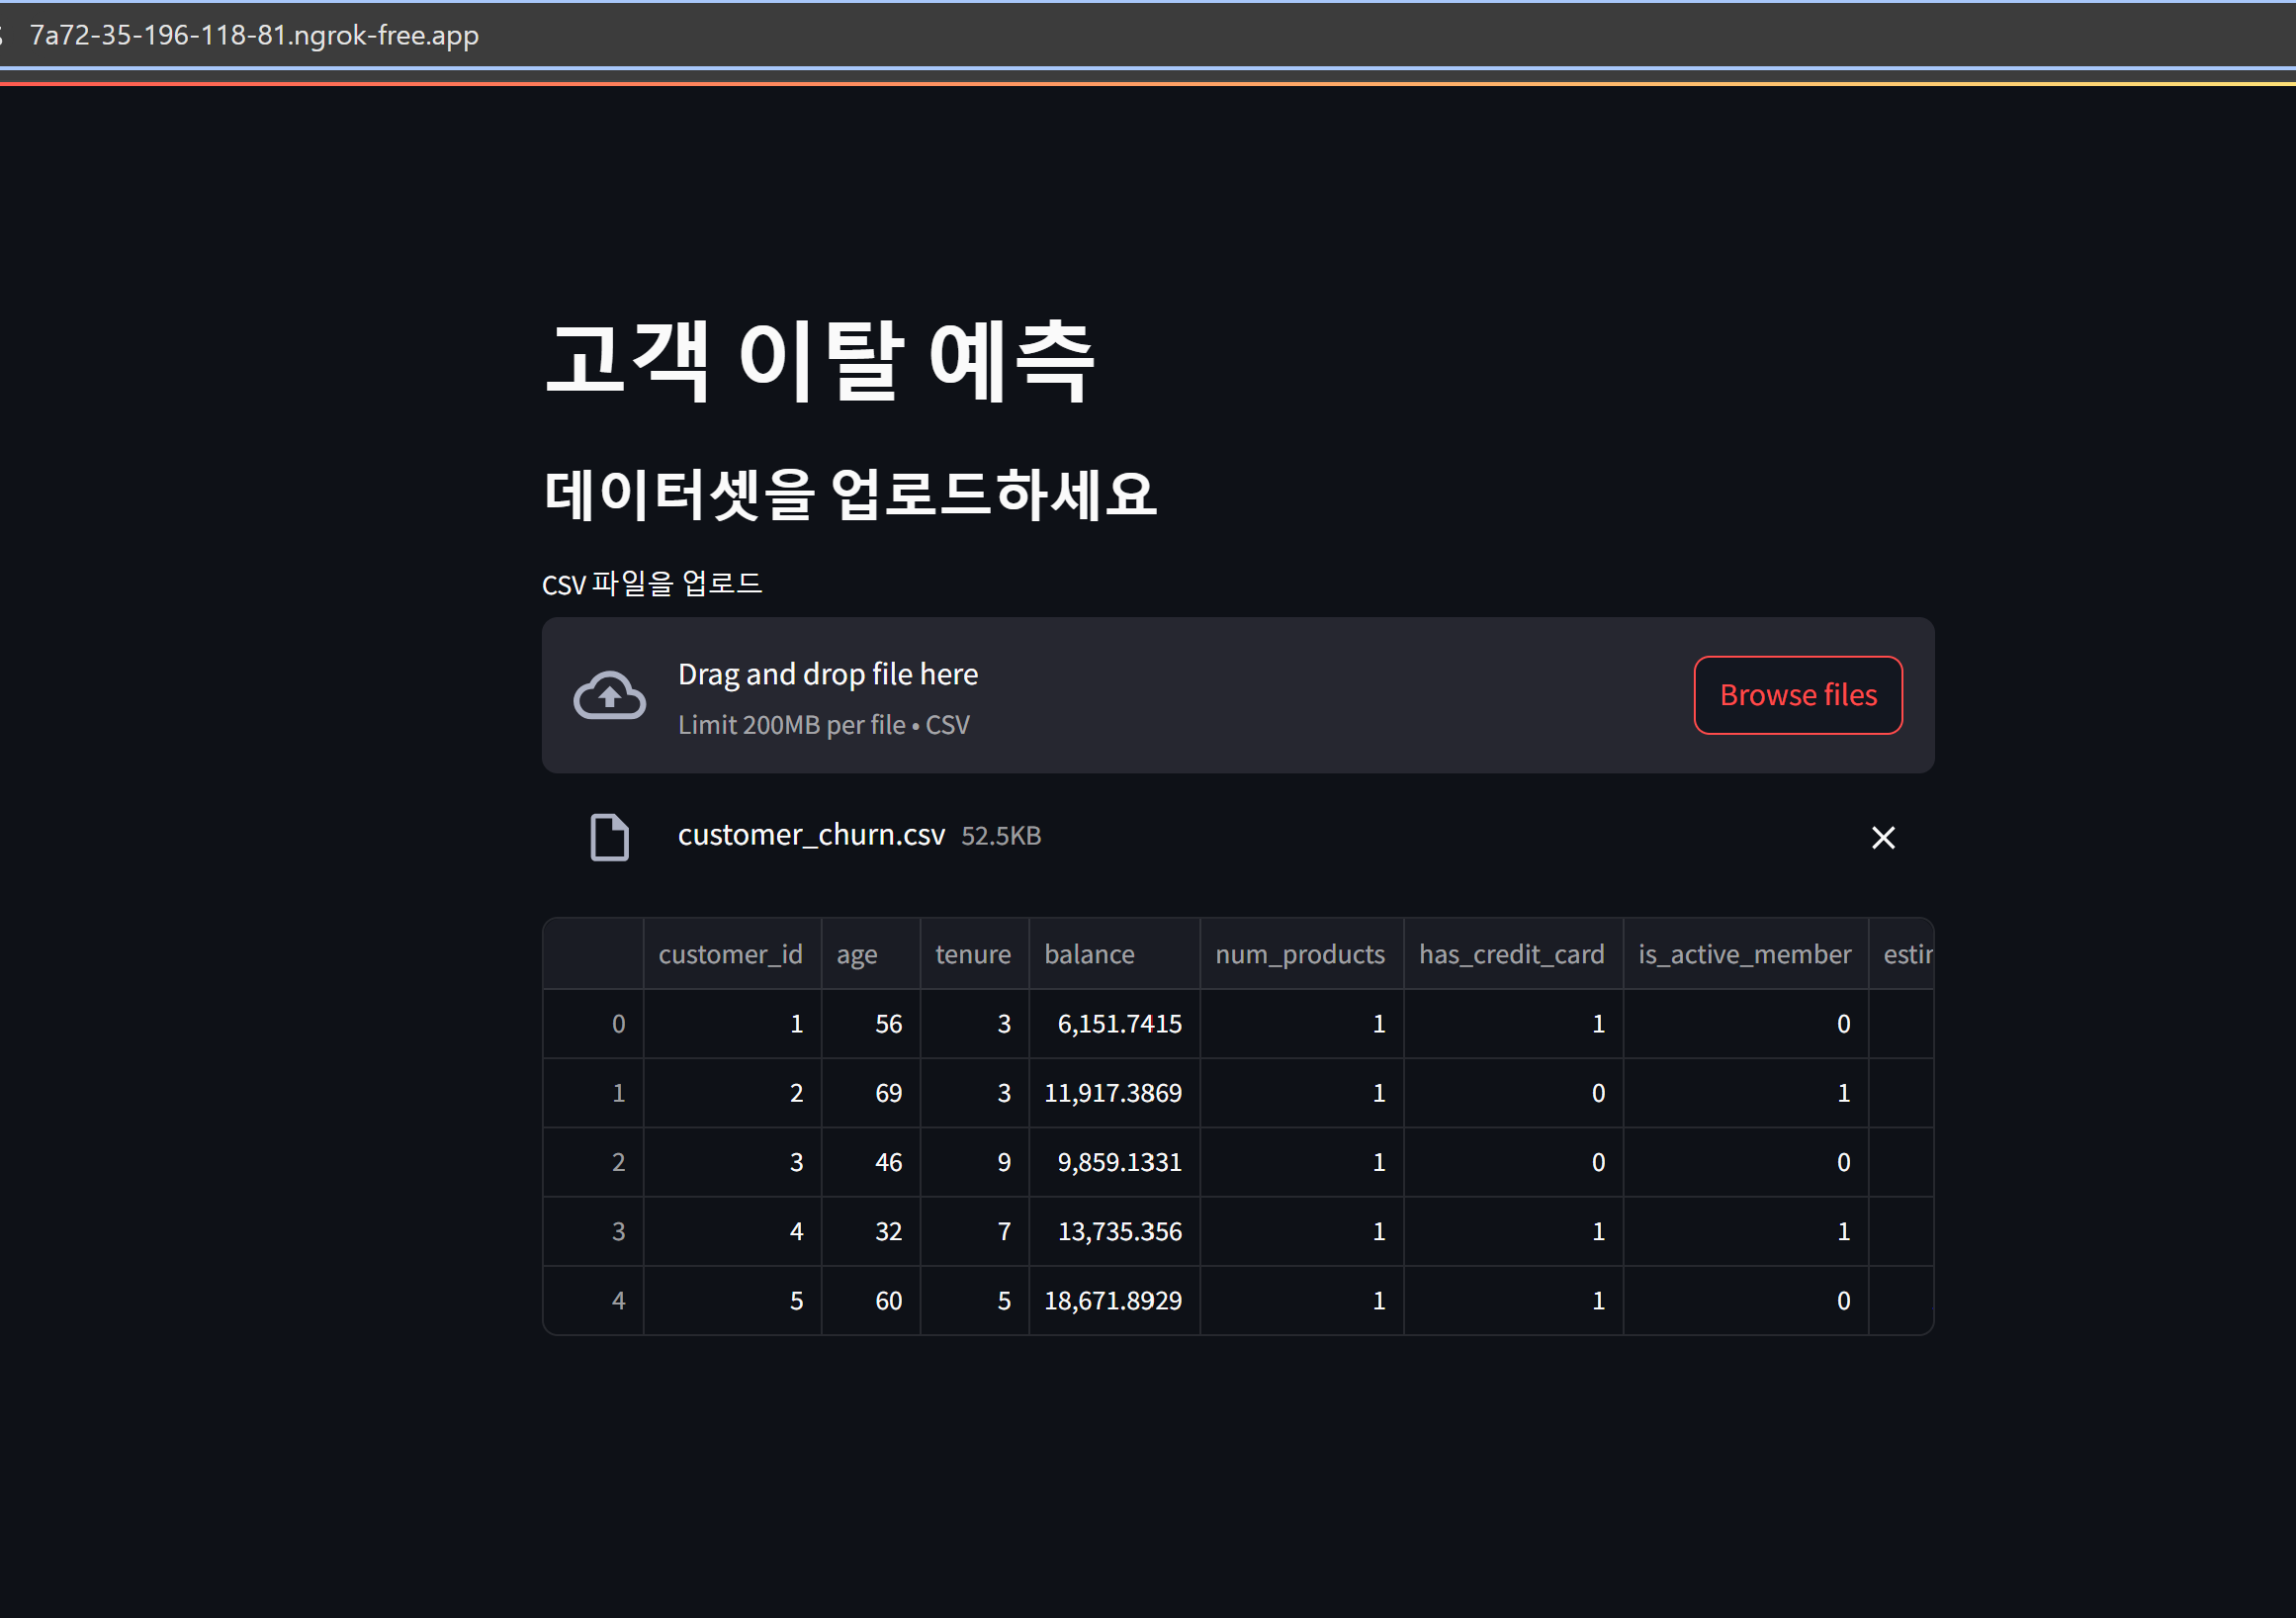 7a72-35-196-118-81.ngrok-free.app
고객 이탈 예측
데이터셋을 업로드하세요
CSV 파일을 업로드
Drag and drop file here
Limit 200MB per file • CSV
Browse files
customer_churn.csv 52.5KB
customer_id age tenure balance num_products has_credit_card is_active_member
0 1 56 3 6,151.7415 1 1 0
1 2 69 3 11,917.3869 1 0 1
2 3 46 9 9,859.1331 1 0 0
3 4 32 7 13,735.356 1 1 1
4 5 60 5 18,671.8929 1 1 0